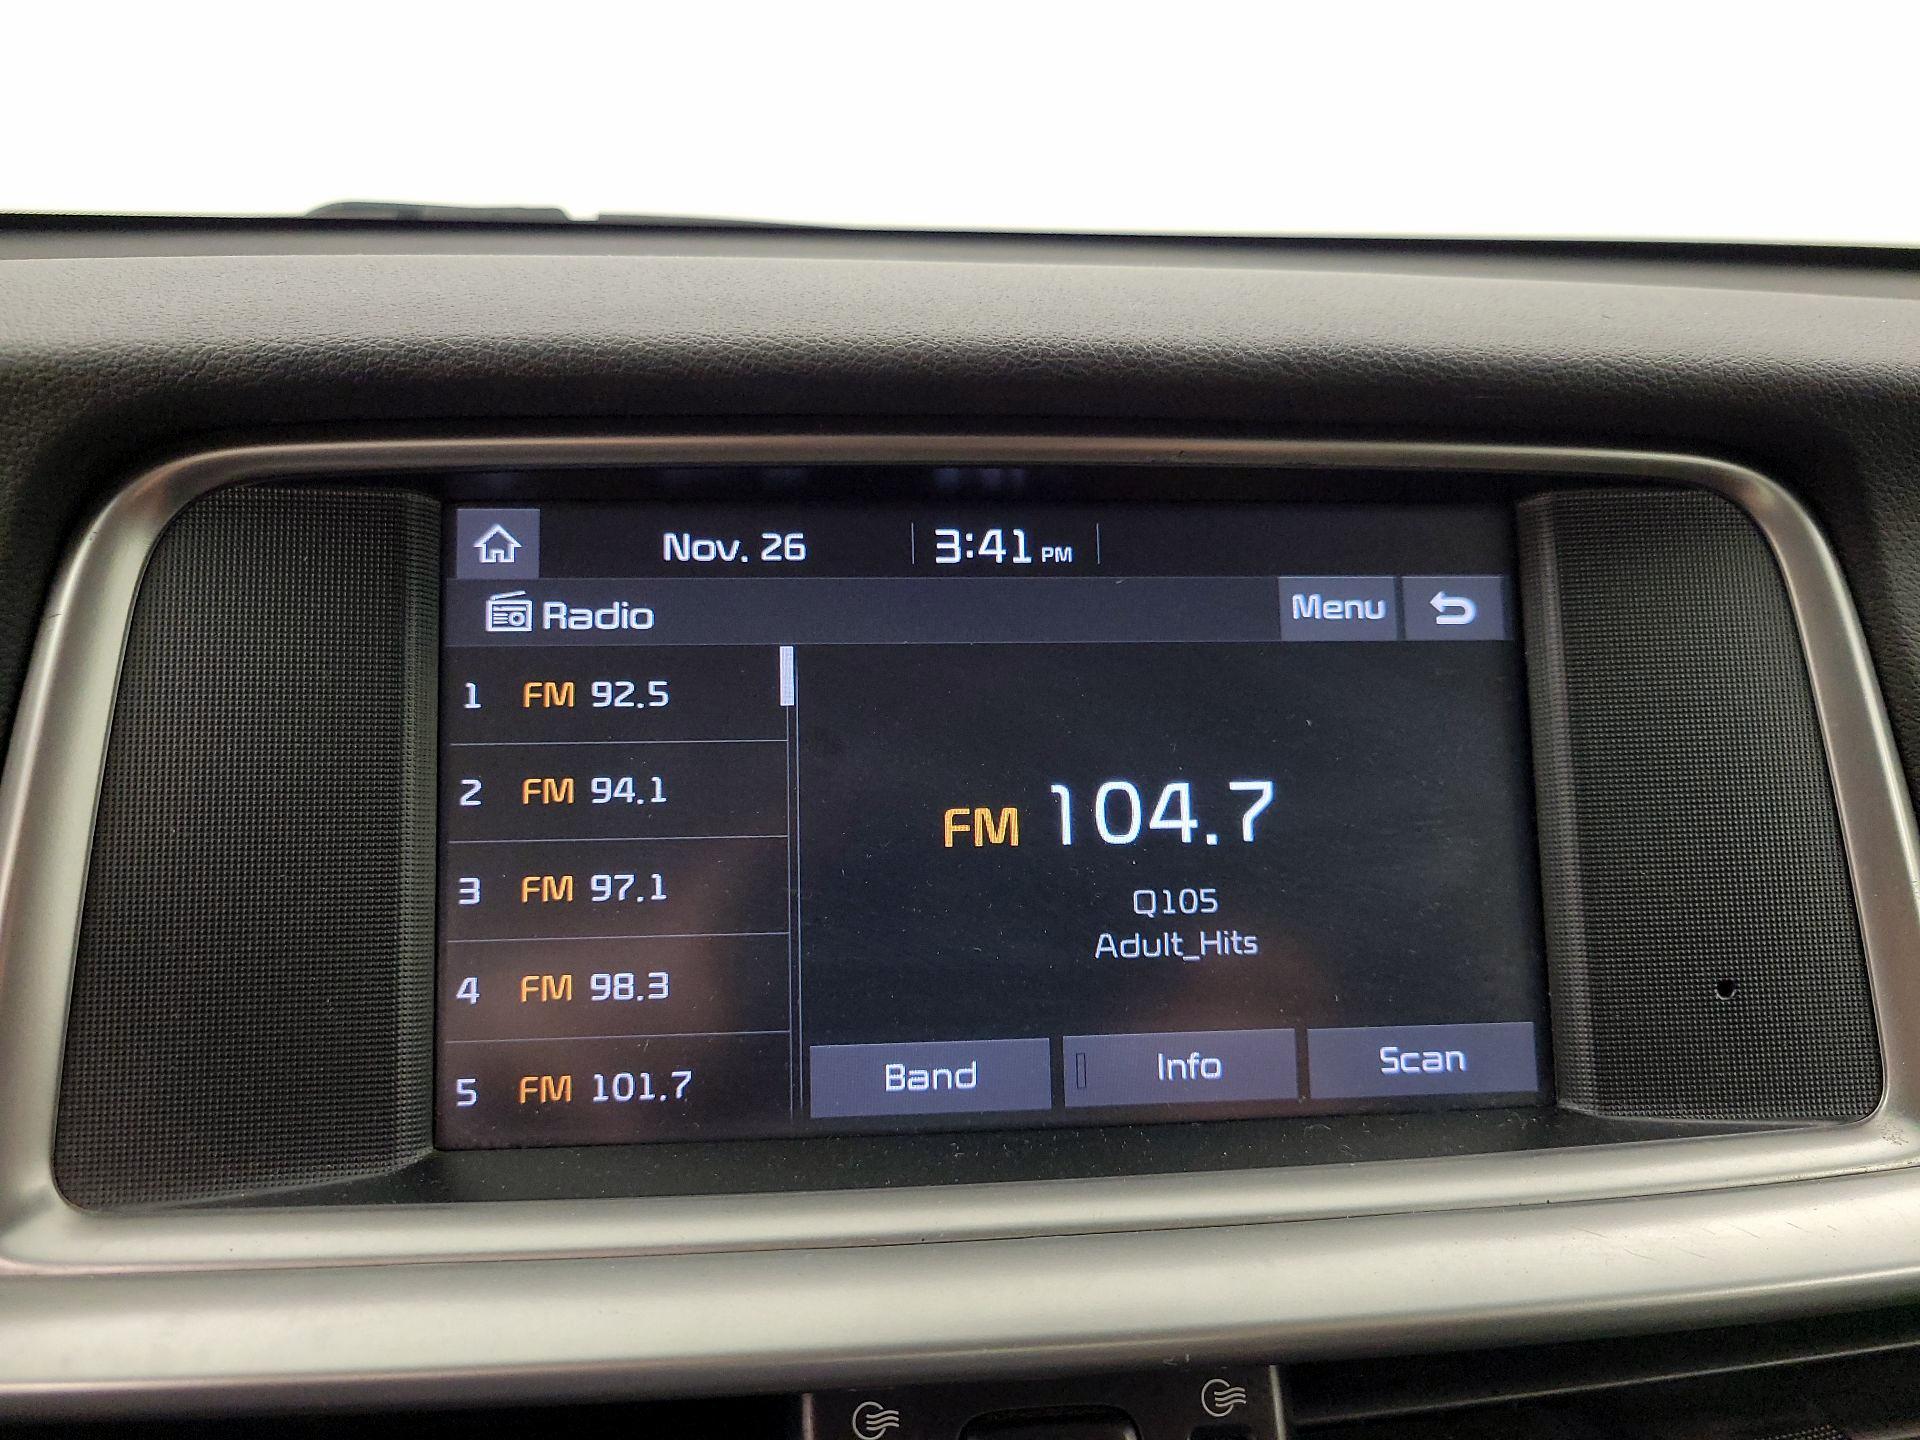 Nov. 26 3:41 PM
Radio Menu
1 FM 92.5
2 FM 94.1
3 FM 97.1
4 FM 98.3
5 FM 101.7
FM 104.7
Q105
Adult_Hits
Band Info Scan